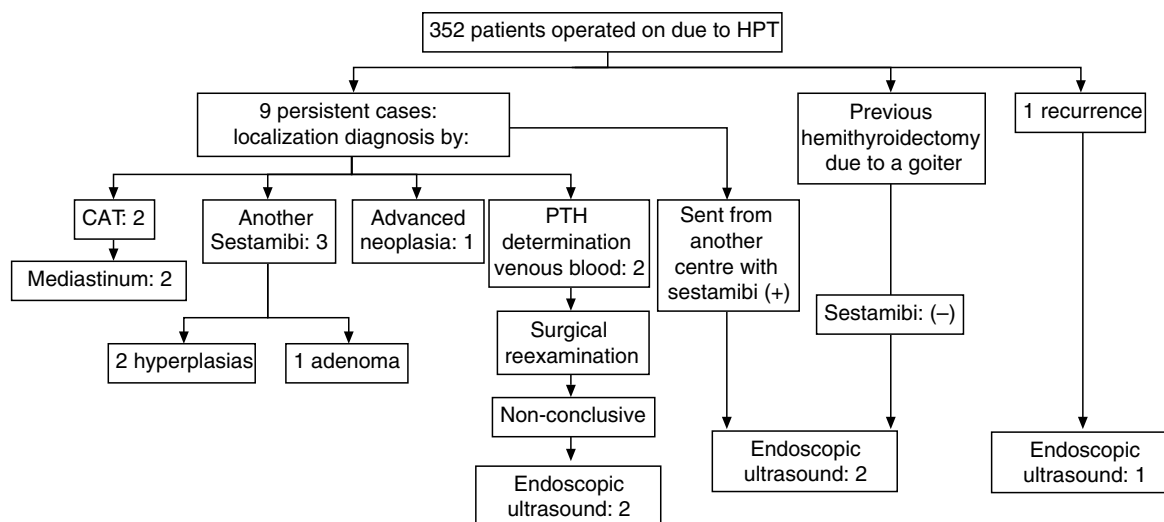 352 patients operated on due to HPT
9 persistent cases:
localization diagnosis by:
Previous
hemithyroidectomy
due to a goiter
1 recurrence
CAT: 2
Another
Sestamibi: 3
Advanced
neoplasia: 1
PTH
determination
venous blood: 2
Sent from
another
centre with
sestamibi (+)
Mediastinum: 2
Sestamibi: (–)
2 hyperplasias
1 adenoma
Surgical
reexamination
Non-conclusive
Endoscopic
ultrasound: 2
Endoscopic
ultrasound: 2
Endoscopic
ultrasound: 1